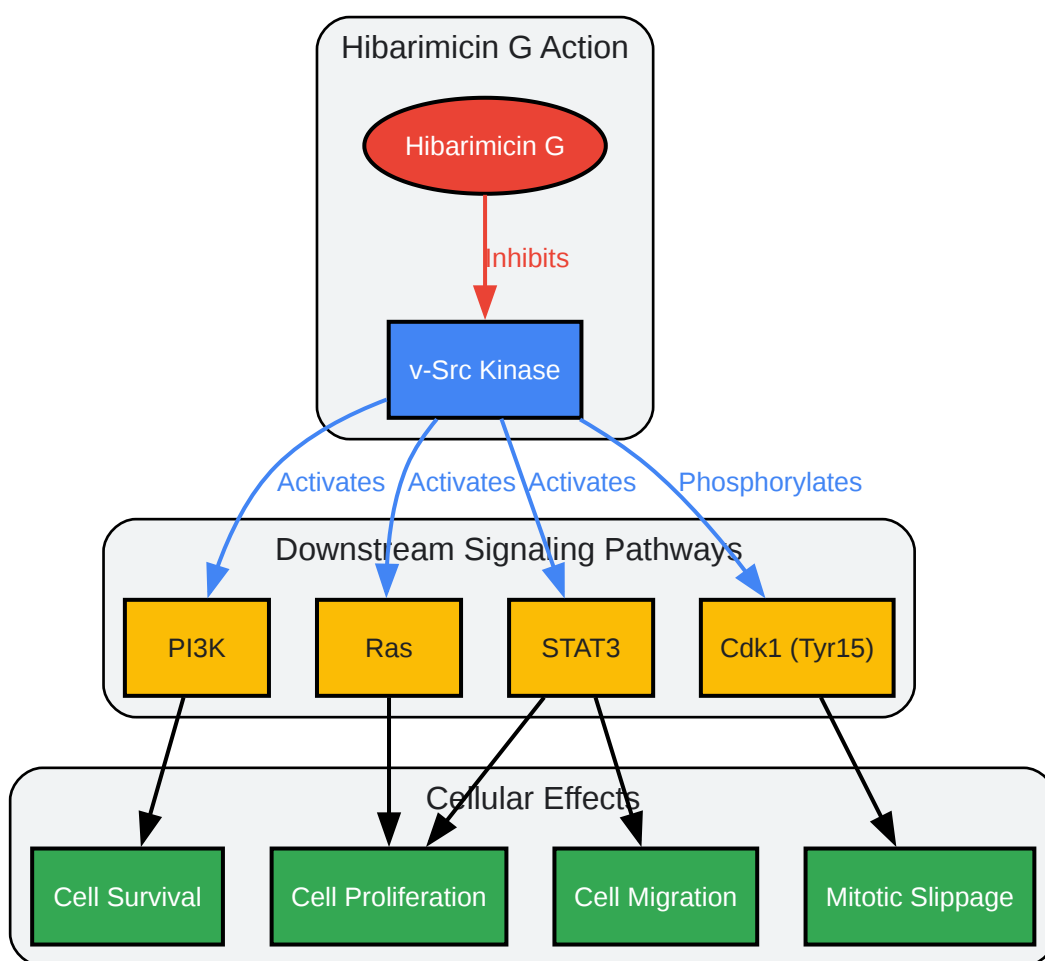 Hibarimicin G Action
Hibarimicin G
Inhibits
v-Src Kinase
Activates
Activates
Activates
Phosphorylates
Downstream Signaling Pathways
PI3K
Ras
STAT3
Cdk1 (Tyr15)
Cellular Effects
Cell Survival
Cell Proliferation
Cell Migration
Mitotic Slippage